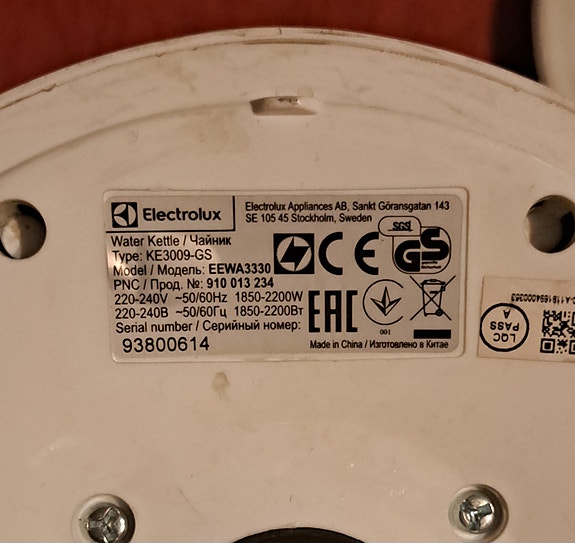 Electrolux
Electrolux Appliances AB, Sankt Göransgatan 143
SE 105 45 Stockholm, Sweden
Water Kettle / Чайник
Type: KE3009-GS
Model / Модель: EEWA3330
PNC / Прод. №: 910 013 234
220-240V ~50/60Hz 1850-2200W
220-240В ~50/60Гц 1850-2200Вт
Serial number / Серийный номер:
93800614
CE
SGS
GS
EAC
001
Made in China / Изготовлено в Китае
LQC
PASS
A